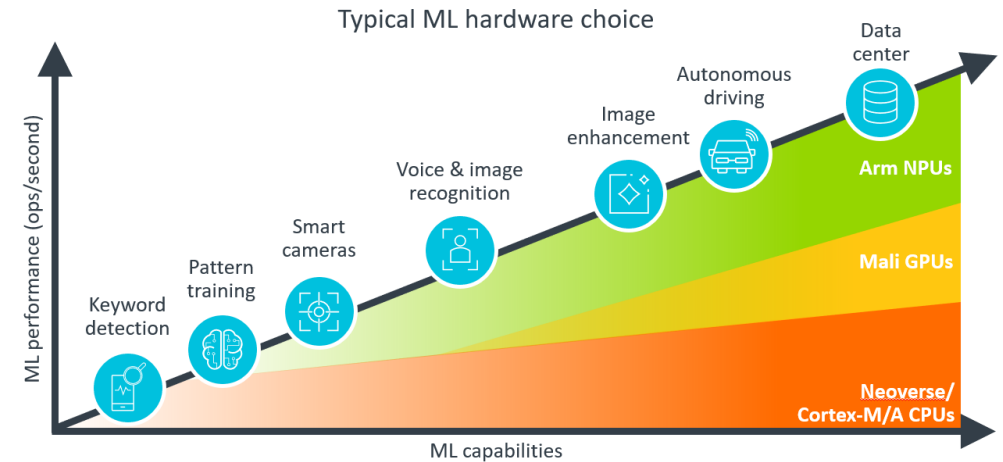 Typical ML hardware choice
Data
center
Autonomous
driving
Image
enhancement
Voice & image
recognition
Smart
cameras
Pattern
training
Keyword
detection
Arm NPUs
Mali GPUs
Neoverse/
Cortex-M/A CPUs
ML performance (ops/second)
ML capabilities